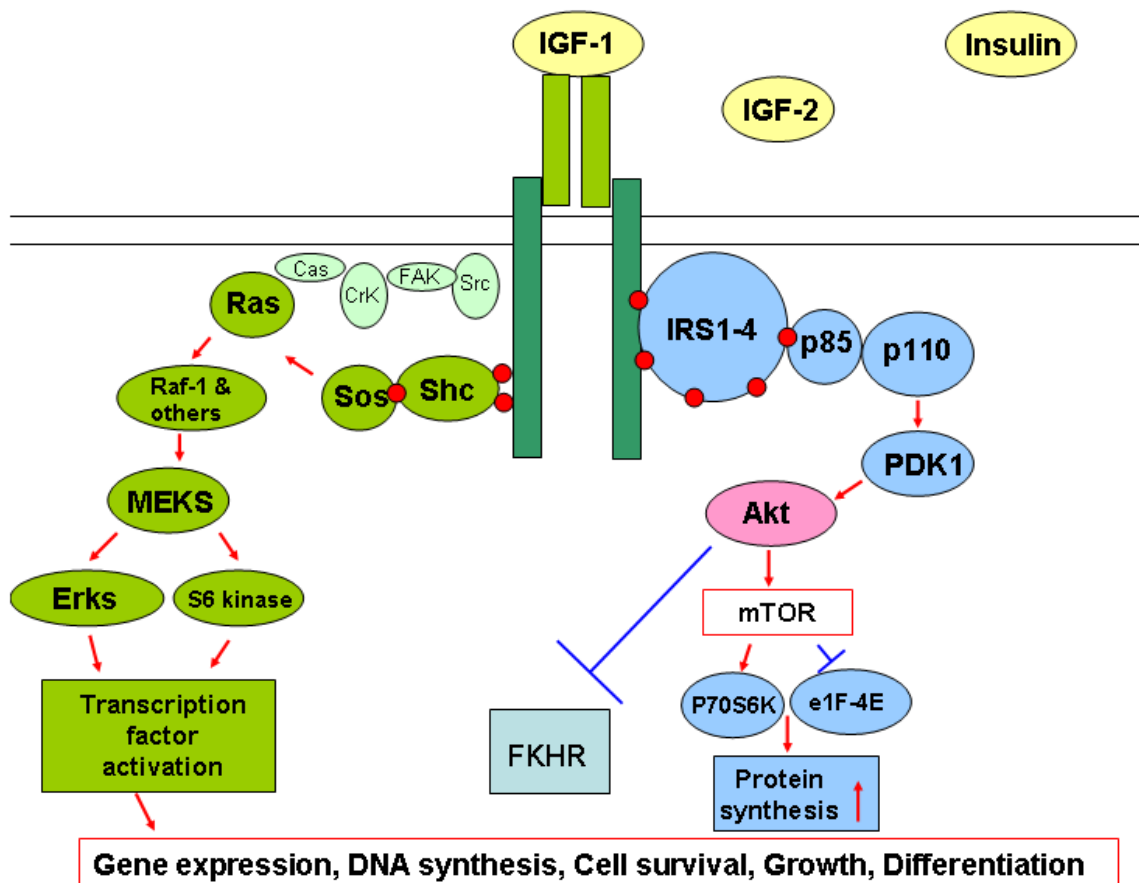 IGF-1
Insulin
IGF-2
Cas
CrK
FAK
Src
Ras
IRS1-4
p85
p110
Raf-1 &
others
Sos
Shc
PDK1
MEKS
Akt
Erks
S6 kinase
mTOR
P70S6K
e1F-4E
Transcription
factor
activation
FKHR
Protein
synthesis
Gene expression, DNA synthesis, Cell survival, Growth, Differentiation